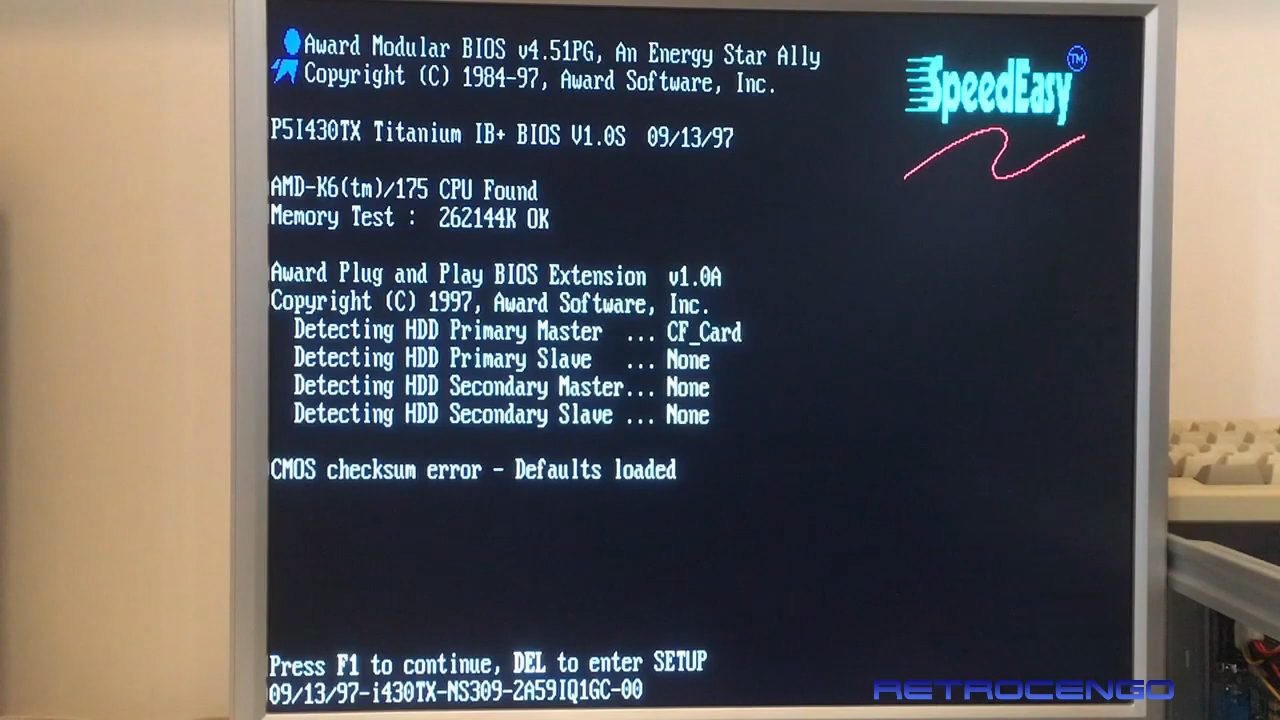 Award Modular BIOS v4.51PG, An Energy Star Ally
Copyright (C) 1984-97, Award Software, Inc.
SpeedEasy TM
P5I430TX Titanium IB+ BIOS V1.0S 09/13/97
AMD-K6(tm)/175 CPU Found
Memory Test : 262144K OK
Award Plug and Play BIOS Extension v1.0A
Copyright (C) 1997, Award Software, Inc.
Detecting HDD Primary Master ... CF_Card
Detecting HDD Primary Slave ... None
Detecting HDD Secondary Master... None
Detecting HDD Secondary Slave ... None
CMOS checksum error - Defaults loaded
Press F1 to continue, DEL to enter SETUP
09/13/97-i430TX-NS309-2A59IQ1GC-00
RETROCENGO